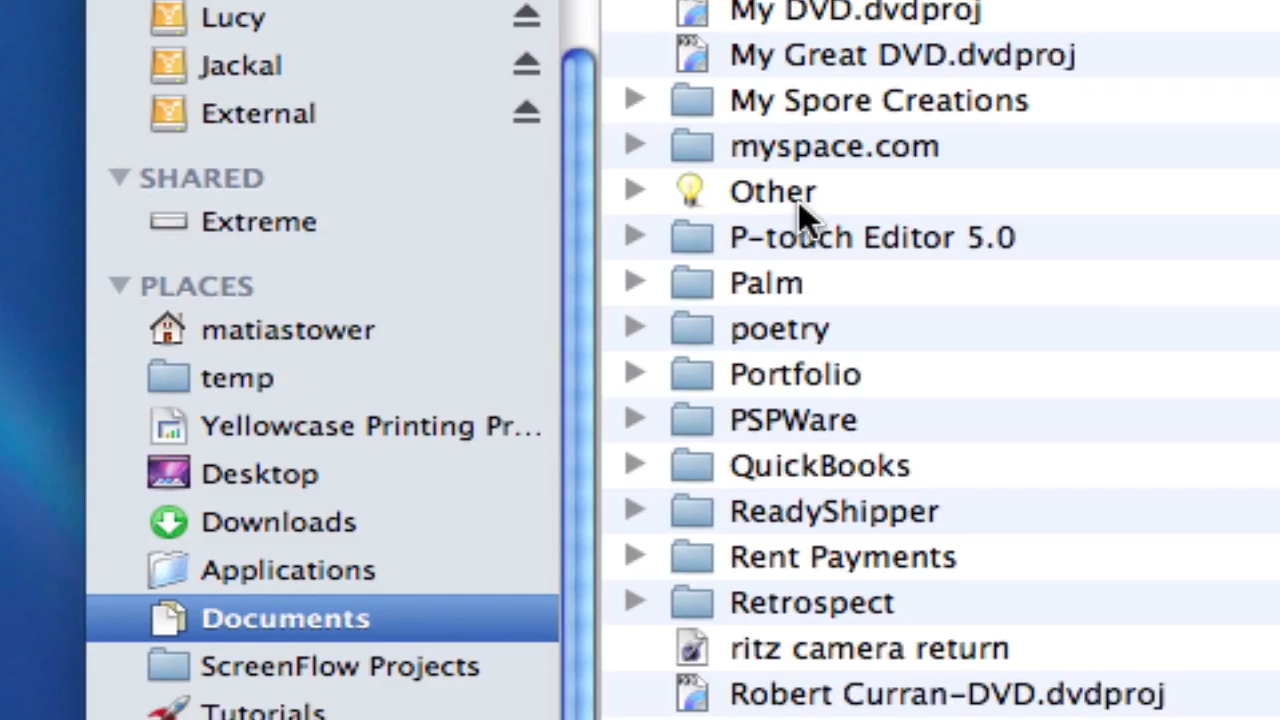 Lucy
Jackal
External
SHARED
Extreme
PLACES
matiastower
temp
Yellowcase Printing Pr...
Desktop
Downloads
Applications
Documents
ScreenFlow Projects
Tutorials
My DVD.dvdproj
My Great DVD.dvdproj
My Spore Creations
myspace.com
Other
P-touch Editor 5.0
Palm
poetry
Portfolio
PSPWare
QuickBooks
ReadyShipper
Rent Payments
Retrospect
ritz camera return
Robert Curran-DVD.dvdproj